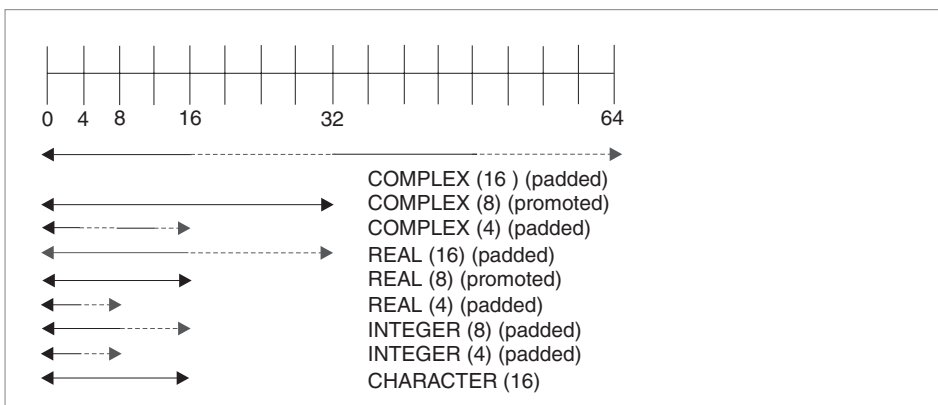 0 4 8 16 32 64
COMPLEX (16 ) (padded)
COMPLEX (8) (promoted)
COMPLEX (4) (padded)
REAL (16) (padded)
REAL (8) (promoted)
REAL (4) (padded)
INTEGER (8) (padded)
INTEGER (4) (padded)
CHARACTER (16)